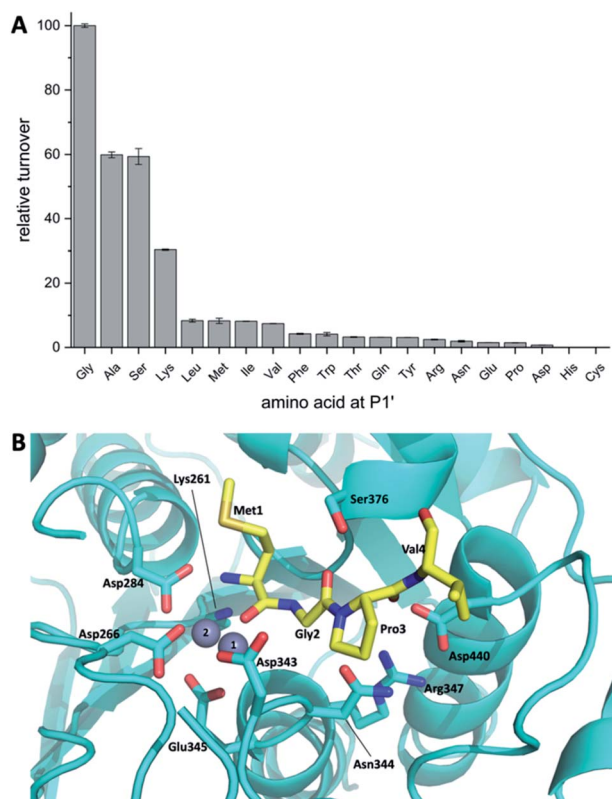 A
100
80
60
40
20
0
relative turnover
Gly Ala Ser Lys Leu Met Ile Val Phe Trp Thr Gln Tyr Arg Asn Glu Pro Asp His Cys
amino acid at P1'
B
Lys261
Met1
Ser376
Val4
Asp284
Asp266
2
1
Gly2
Pro3
Asp440
Asp343
Arg347
Glu345
Asn344